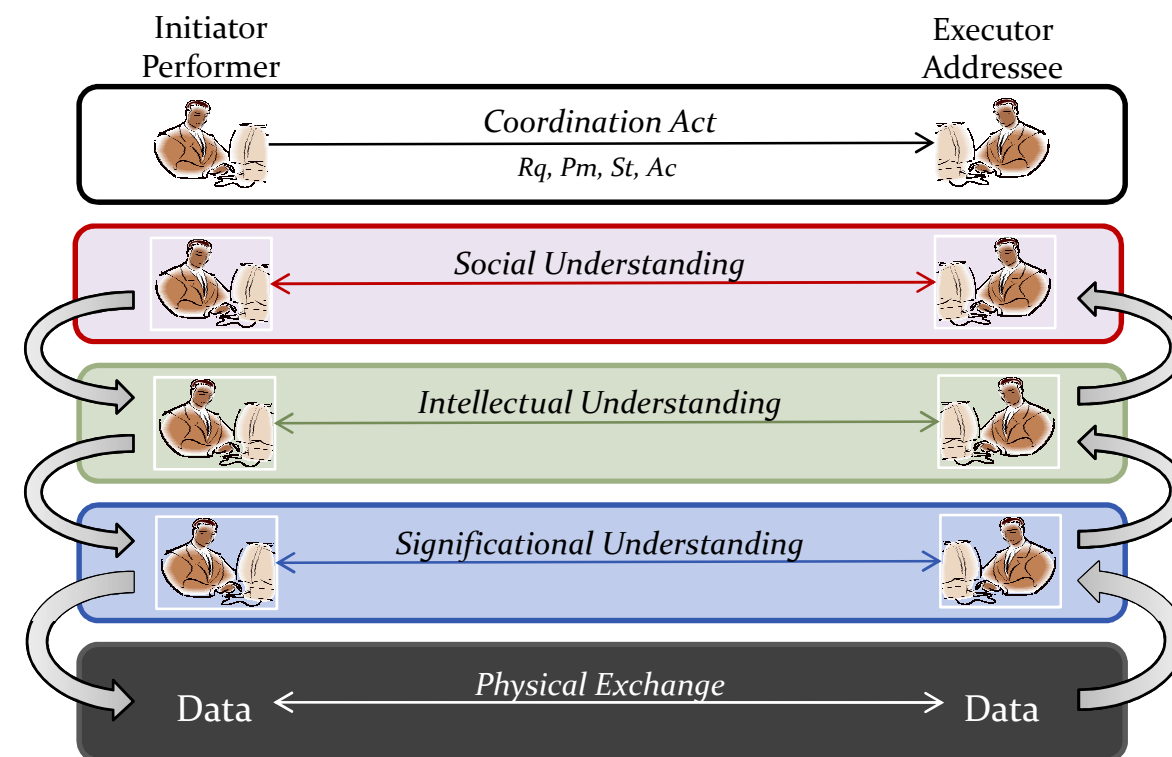 Initiator
Performer
Executor
Addressee
Coordination Act
Rq, Pm, St, Ac
Social Understanding
Intellectual Understanding
Significational Understanding
Physical Exchange
Data
Data